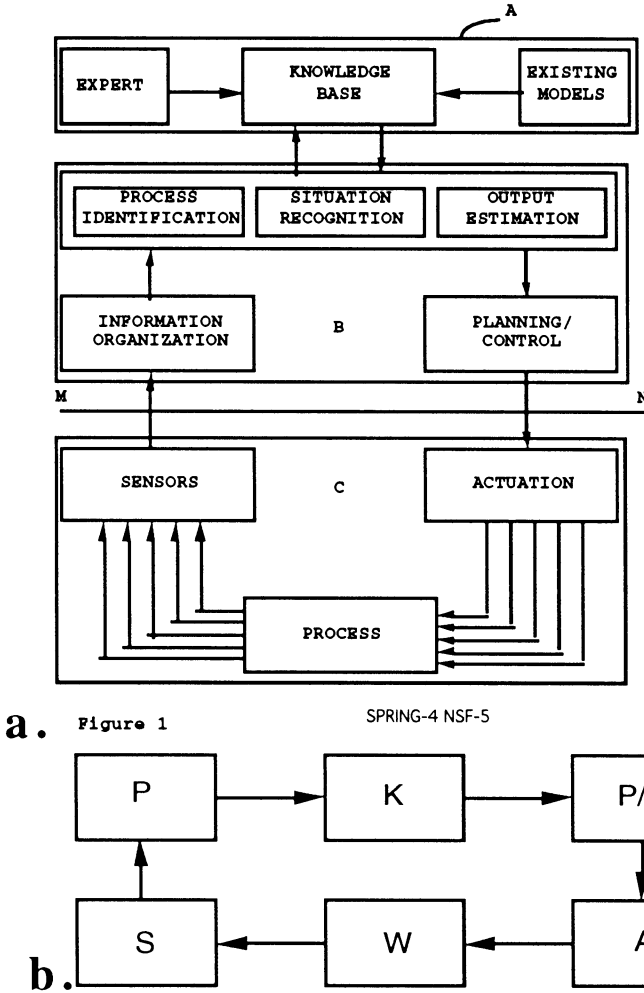 A
EXPERT
KNOWLEDGE
BASE
EXISTING
MODELS
PROCESS
IDENTIFICATION
SITUATION
RECOGNITION
OUTPUT
ESTIMATION
INFORMATION
ORGANIZATION
B
PLANNING/
CONTROL
M
N
SENSORS
C
ACTUATION
PROCESS
a. Figure 1
SPRING-4 NSF-5
P
K
P/
S
W
A
b.